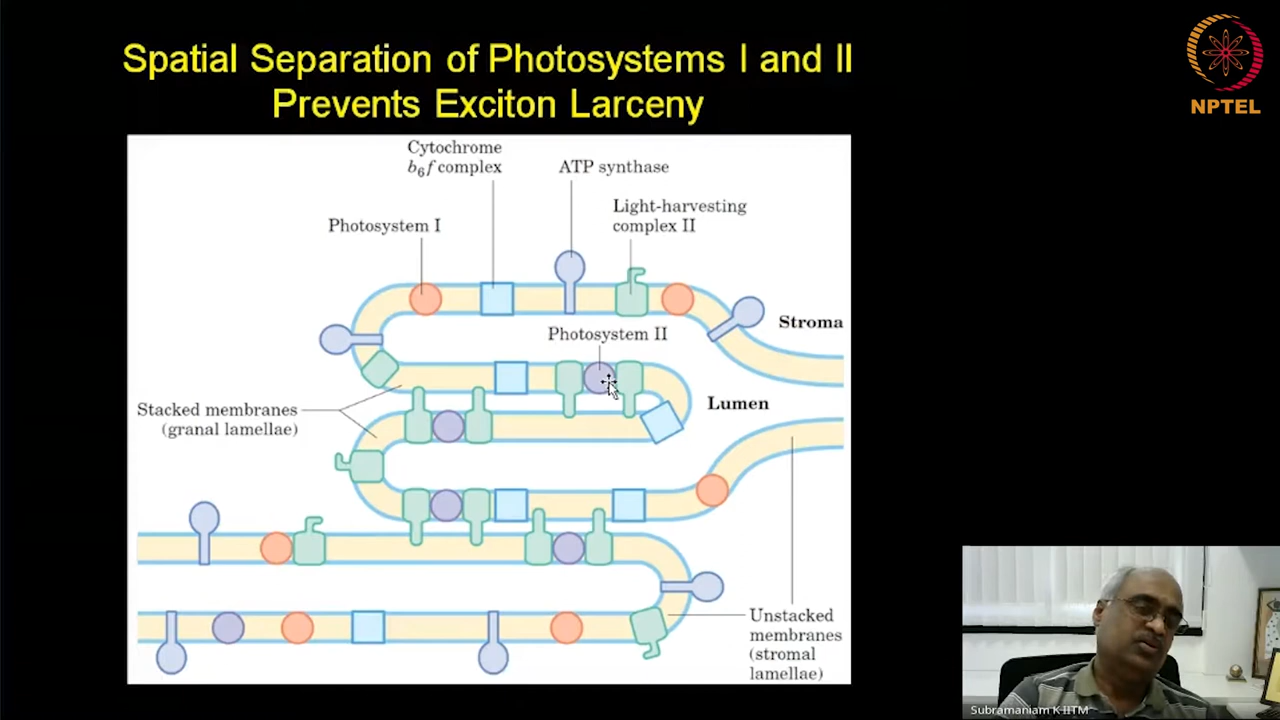 Spatial Separation of Photosystems I and II
Prevents Exciton Larceny
NPTEL
Cytochrome
b6f complex
ATP synthase
Light-harvesting
complex II
Photosystem I
Stroma
Photosystem II
Lumen
Stacked membranes
(granal lamellae)
Unstacked
membranes
(stromal
lamellae)
Subramaniam K IITM